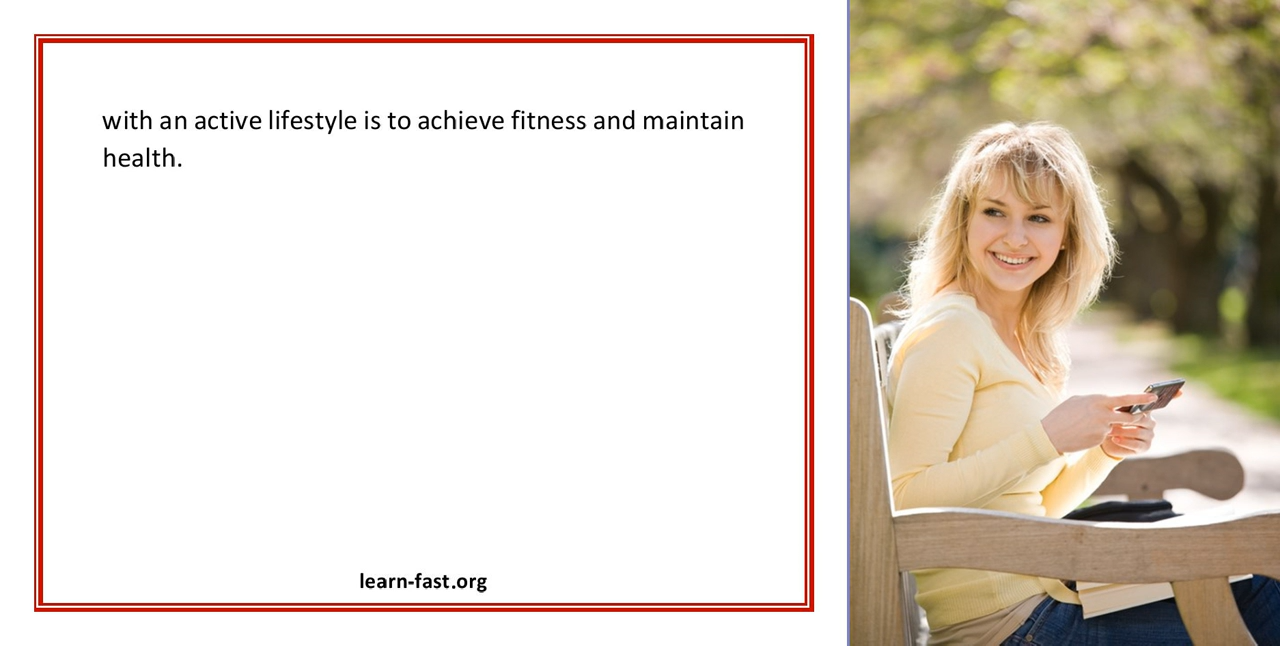 with an active lifestyle is to achieve fitness and maintain
health.
learn-fast.org